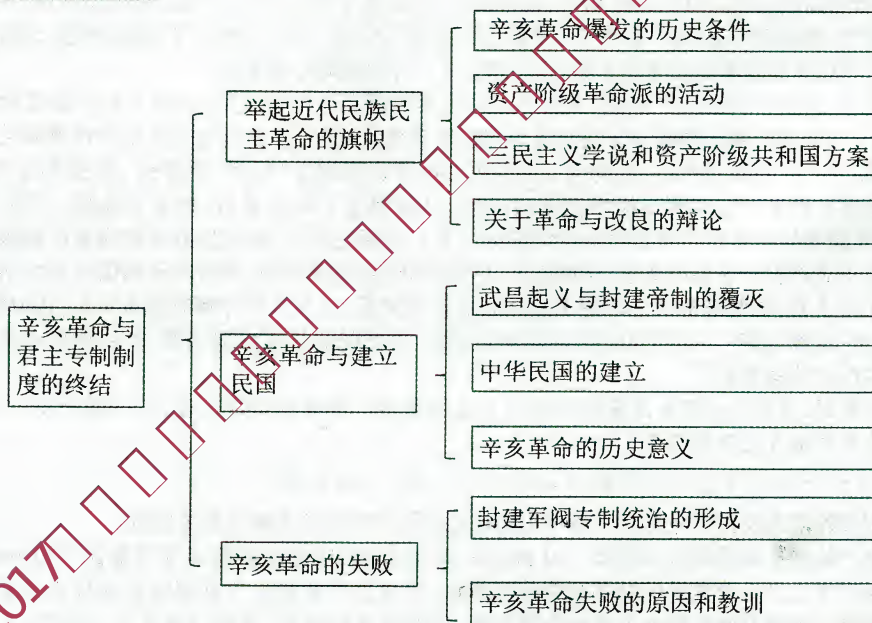 辛亥革命与
君主专制制
度的终结
举起近代民族民
主革命的旗帜
辛亥革命爆发的历史条件
资产阶级革命派的活动
三民主义学说和资产阶级共和国方案
关于革命与改良的辩论
辛亥革命与建立
民国
武昌起义与封建帝制的覆灭
中华民国的建立
辛亥革命的历史意义
辛亥革命的失败
封建军阀专制统治的形成
辛亥革命失败的原因和教训
017